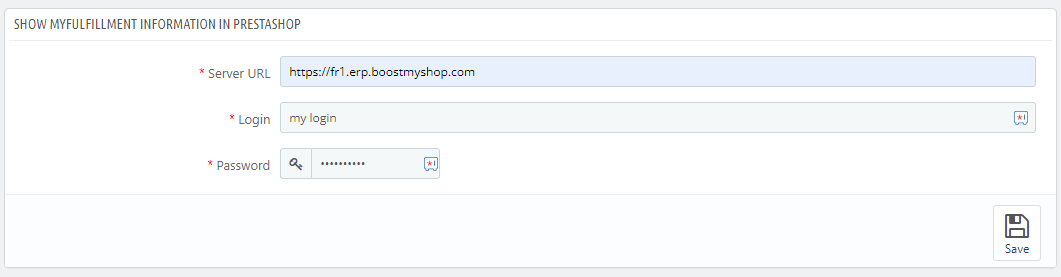 SHOW MYFULFILLMENT INFORMATION IN PRESTASHOP
* Server URL https://fr1.erp.boostmyshop.com
* Login my login
* Password ••••••••••
Save